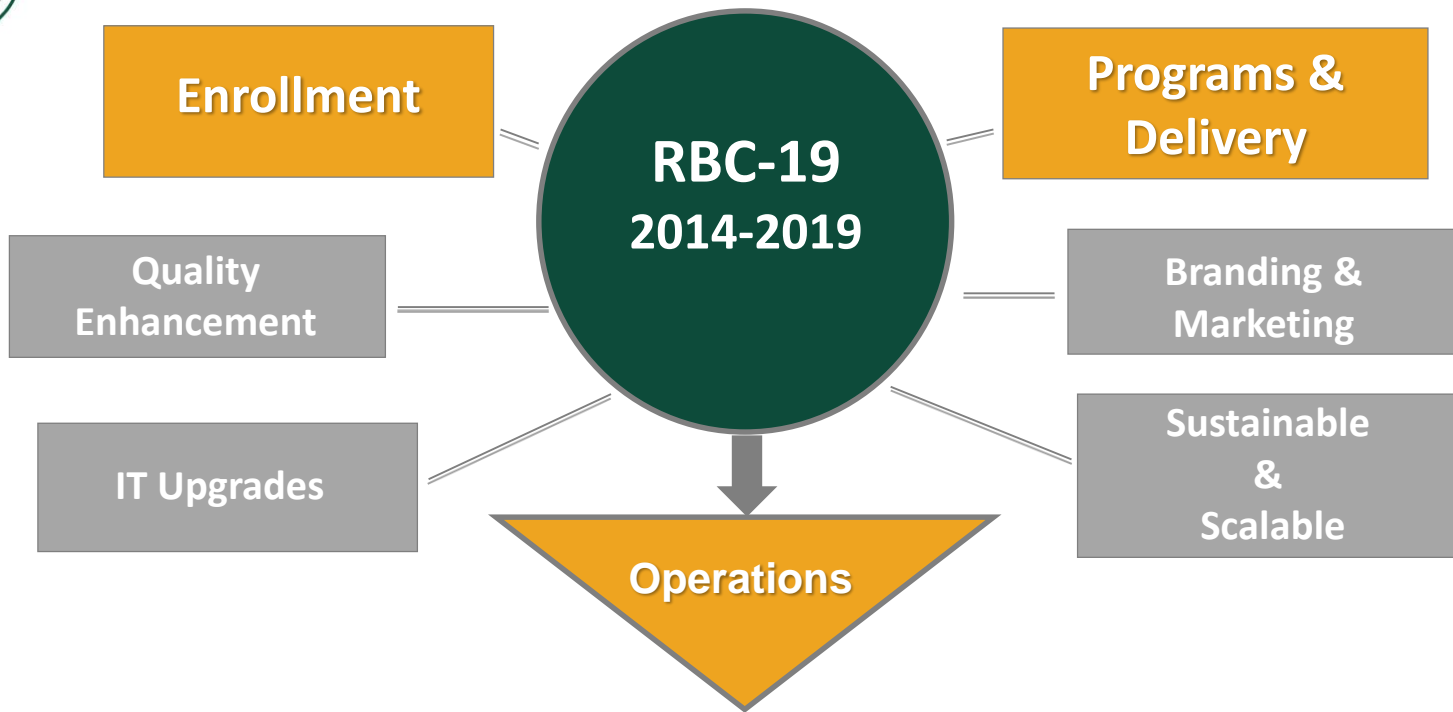 Enrollment
Programs &
Delivery
RBC-19
2014-2019
Quality
Enhancement
Branding &
Marketing
IT Upgrades
Sustainable
&
Scalable
Operations